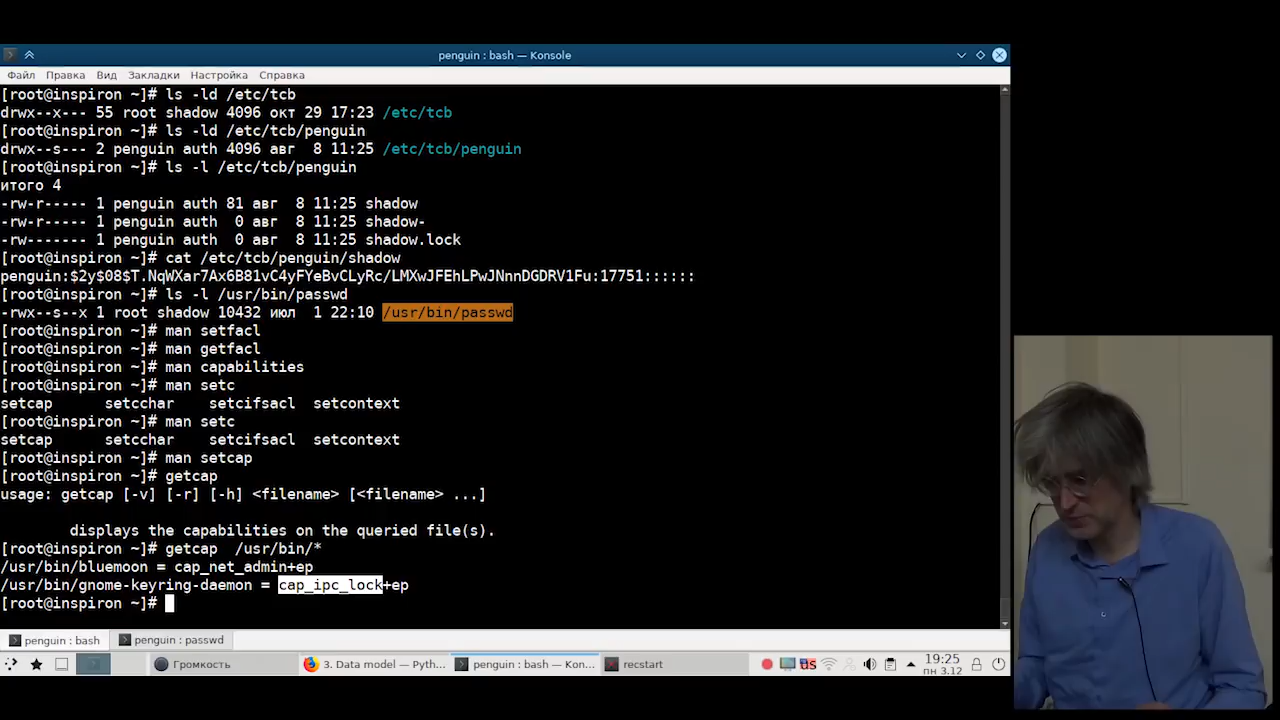 penguin : bash — Konsole
Файл Правка Вид Закладки Настройка Справка
[root@inspiron ~]# ls -ld /etc/tcb
drwx--x--- 55 root shadow 4096 окт 29 17:23 /etc/tcb
[root@inspiron ~]# ls -ld /etc/tcb/penguin
drwx--s--- 2 penguin auth 4096 авг  8 11:25 /etc/tcb/penguin
[root@inspiron ~]# ls -l /etc/tcb/penguin
итого 4
-rw-r----- 1 penguin auth 81 авг  8 11:25 shadow
-rw-r----- 1 penguin auth  0 авг  8 11:25 shadow-
-rw------- 1 penguin auth  0 авг  8 11:25 shadow.lock
[root@inspiron ~]# cat /etc/tcb/penguin/shadow
penguin:$2y$08$T.NqWXar7Ax6B81vC4yFYeBvCLyRc/LMXwJFEhLPwJNnnDGDRV1Fu:17751::::::
[root@inspiron ~]# ls -l /usr/bin/passwd
-rwx--s--x 1 root shadow 10432 июл  1 22:10 /usr/bin/passwd
[root@inspiron ~]# man setfacl
[root@inspiron ~]# man getfacl
[root@inspiron ~]# man capabilities
[root@inspiron ~]# man setc
setcap      setcchar    setcifsacl  setcontext
[root@inspiron ~]# man setc
setcap      setcchar    setcifsacl  setcontext
[root@inspiron ~]# man setcap
[root@inspiron ~]# getcap
usage: getcap [-v] [-r] [-h] <filename> [<filename> ...]
displays the capabilities on the queried file(s).
[root@inspiron ~]# getcap  /usr/bin/*
/usr/bin/bluemoon = cap_net_admin+ep
/usr/bin/gnome-keyring-daemon = cap_ipc_lock+ep
[root@inspiron ~]#
penguin : bash penguin : passwd
Громкость 3. Data model — Pyth... penguin : bash — Kon... recstart US 19:25
пн 3.12